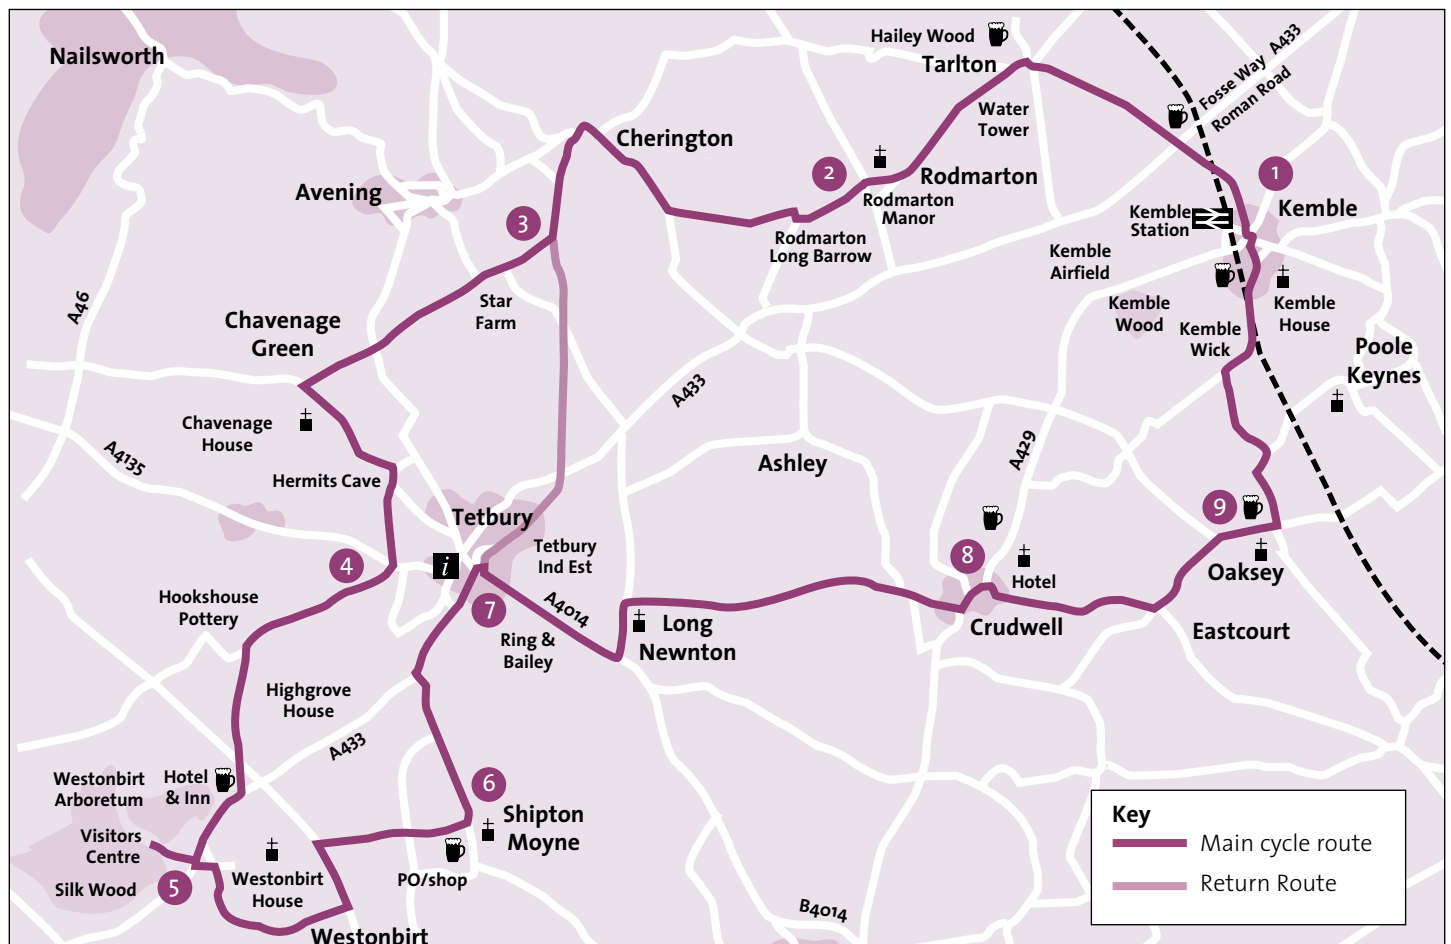 Nailsworth
Hailey Wood
Tarlton
Fosse Way A433
Roman Road
Water
Tower
Cherington
2
1
Rodmarton
Rodmarton
Manor
Avening
Kemble
Kemble
Station
3
Rodmarton
Long Barrow
Kemble
Airfield
A46
Star
Farm
Kemble
Wood
Kemble
House
Chavenage
Green
Kemble
Wick
Poole
Keynes
A433
Chavenage
House
A4135
Hermits Cave
Ashley
A429
Tetbury
9
i
Tetbury
Ind Est
8
4
Hotel
Oaksey
Hookshouse
Pottery
7
A4014
Ring &
Bailey
Long
Newnton
Crudwell
Eastcourt
Highgrove
House
A433
Westonbirt
Arboretum
Hotel
& Inn
6
Shipton
Moyne
Visitors
Centre
Silk Wood
5
Westonbirt
House
PO/shop
B4014
Westonbirt
Key
Main cycle route
Return Route